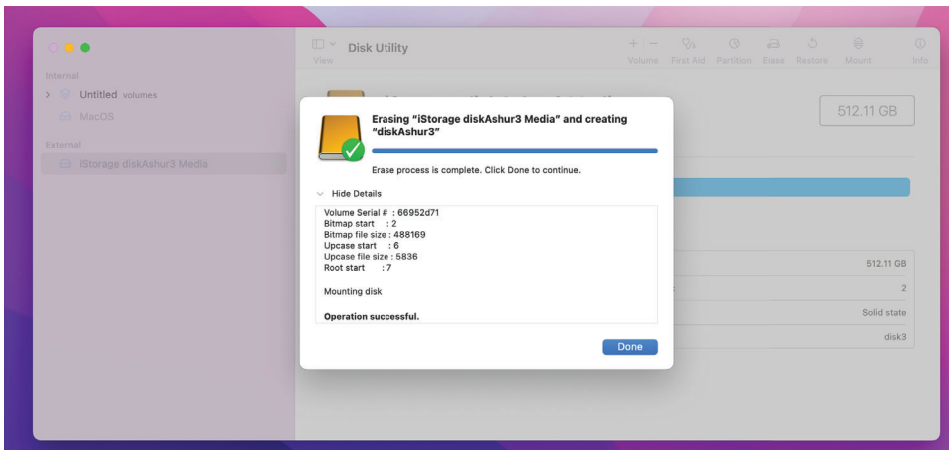 Disk Utility
View
Volume First Aid Partition Erase Restore Mount Info
Internal
Untitled volumes
MacOS
External
iStorage diskAshur3 Media
512.11 GB
Erasing “iStorage diskAshur3 Media” and creating
“diskAshur3”
Erase process is complete. Click Done to continue.
Hide Details
Volume Serial # : 66952d71
Bitmap start : 2
Bitmap file size : 488169
Upcase start : 6
Upcase file size : 5836
Root start : 7
Mounting disk
Operation successful.
Done
512.11 GB
2
Solid state
disk3